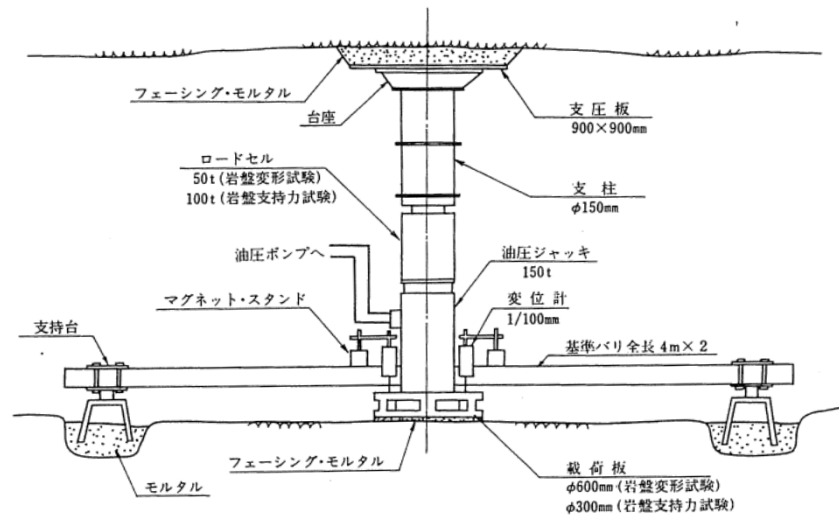 フェーシング・モルタル
台座
支圧板
900×900mm
ロードセル
50t(岩盤変形試験)
100t(岩盤支持力試験)
支柱
φ150mm
油圧ポンプへ
油圧ジャッキ
150t
マグネット・スタンド
変位計
1/100mm
支持台
基準バリ全長4m×2
フェーシング・モルタル
モルタル
載荷板
φ600mm(岩盤変形試験)
φ300mm(岩盤支持力試験)